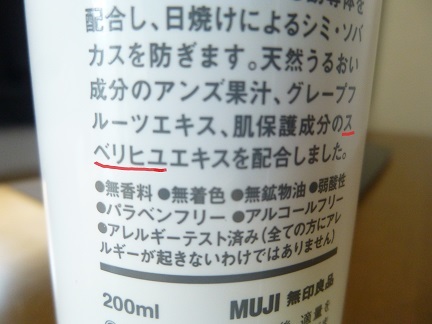 配合し、日焼けによるシミ・ソバ
カスを防ぎます。天然うるおい
成分のアンズ果汁、グレープフ
ルーツエキス、肌保護成分のス
ベリヒユエキスを配合しました。
●無香料 ●無着色 ●無鉱物油 ●弱酸性
●パラベンフリー ●アルコールフリー
●アレルギーテスト済み(全ての方にアレ
ルギーが起きないわけではありません)
200ml MUJI 無印良品